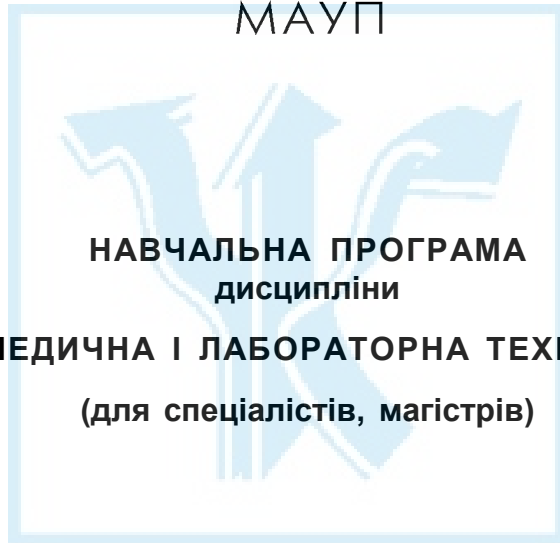 МАУП
НАВЧАЛЬНА ПРОГРАМА
дисципліни
І ЛАБОРАТОРНА
(для спеціалістів, магістрів)